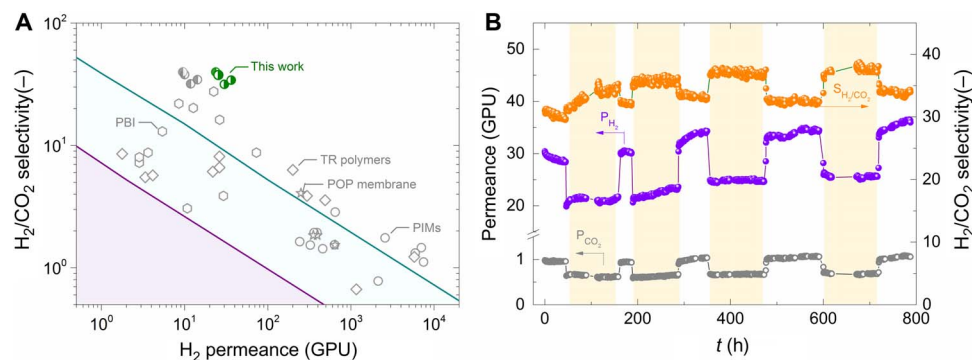 A
H2/CO2 selectivity(–)
10²
10¹
10⁰
This work
PBI
TR polymers
POP membrane
PIMs
10⁰ 10¹ 10² 10³ 10⁴
H2 permeance (GPU)
B
Permeance (GPU)
50
40
30
20
1
0
S H2/CO2
P H2
P CO2
40
30
20
10
0
H2/CO2 selectivity(–)
0 200 400 600 800
t (h)